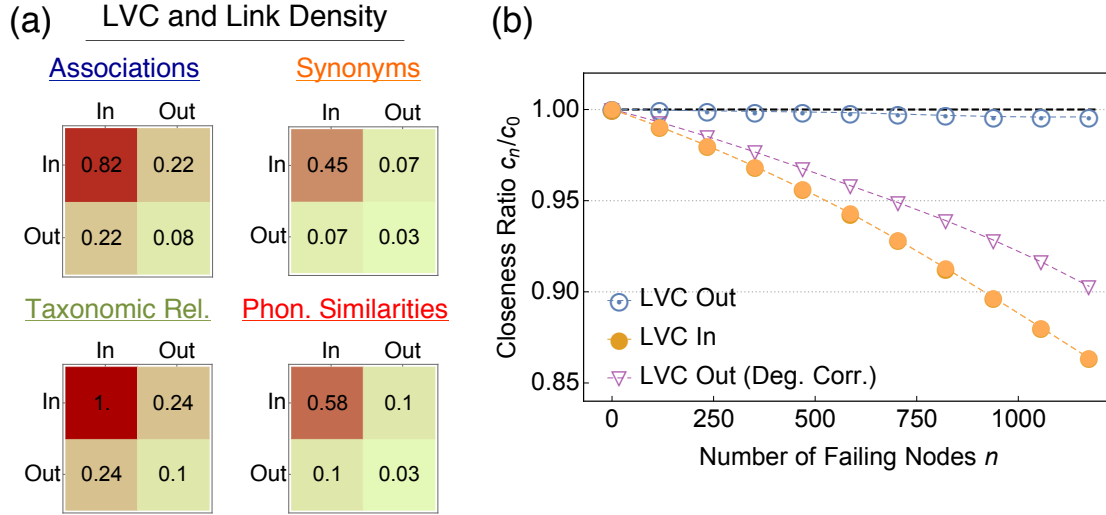 (a)
LVC and Link Density
Associations
In Out
In 0.82 0.22
Out 0.22 0.08
Synonyms
In Out
In 0.45 0.07
Out 0.07 0.03
Taxonomic Rel.
In Out
In 1. 0.24
Out 0.24 0.1
Phon. Similarities
In Out
In 0.58 0.1
Out 0.1 0.03
(b)
Closeness Ratio cₙ/c₀
1.00
0.95
0.90
0.85
LVC Out
LVC In
LVC Out (Deg. Corr.)
0 250 500 750 1000
Number of Failing Nodes n